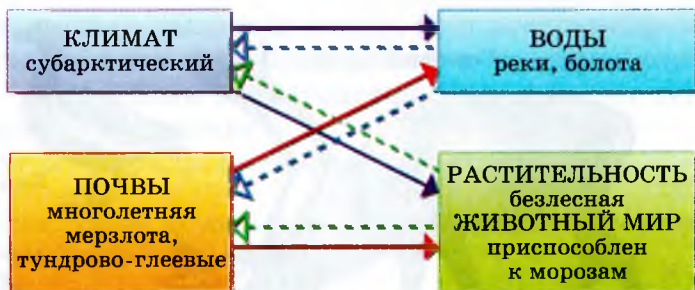 КЛИМАТ
субарктический
ВОДЫ
реки, болота
ПОЧВЫ
многолетняя
мерзлота,
тундрово-глеевые
РАСТИТЕЛЬНОСТЬ
безлесная
ЖИВОТНЫЙ МИР
приспособлен
к морозам